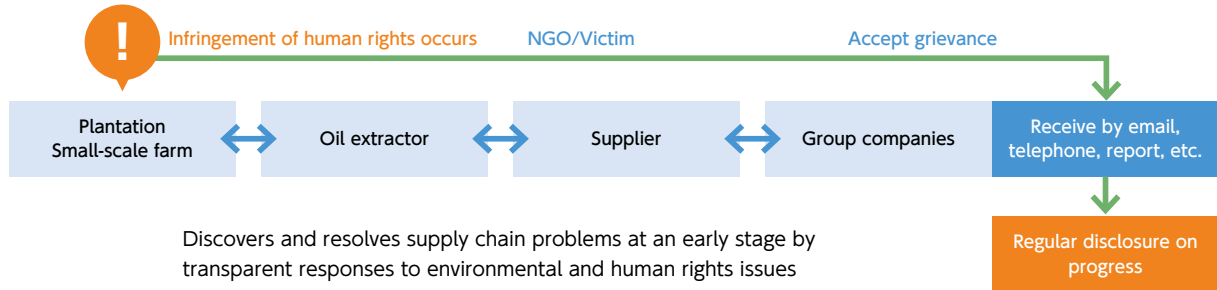 !
Infringement of human rights occurs
NGO/Victim
Accept grievance
Plantation
Small-scale farm
Oil extractor
Supplier
Group companies
Receive by email,
telephone, report, etc.
Discovers and resolves supply chain problems at an early stage by
transparent responses to environmental and human rights issues
Regular disclosure on
progress